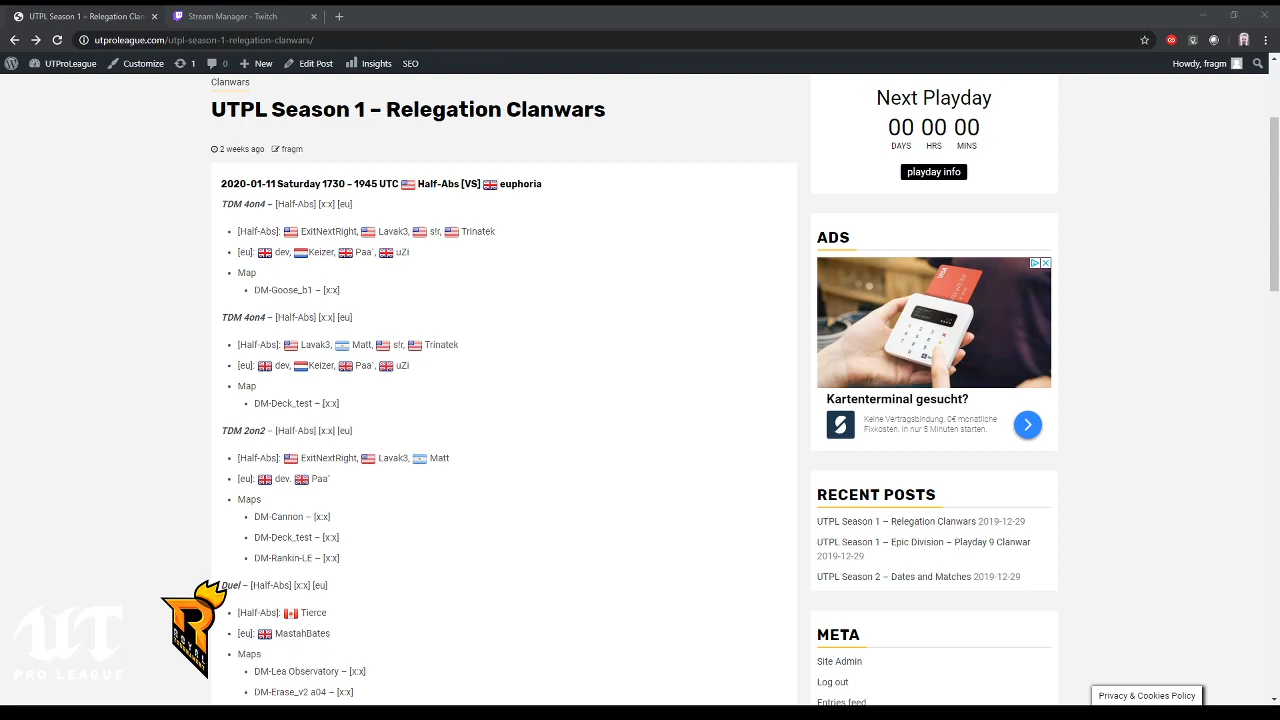 UTPL Season 1 – Relegation Clan
Stream Manager - Twitch
utproleague.com/utpl-season-1-relegation-clanwars/
UTProLeague Customize 1 0 New Edit Post Insights SEO Howdy, fragm
Clanwars
UTPL Season 1 – Relegation Clanwars
2 weeks ago fragm
2020-01-11 Saturday 1730 – 1945 UTC Half-Abs [VS] euphoria
TDM 4on4 – [Half-Abs] [x:x] [eu]
[Half-Abs]: ExitNextRight, Lavak3, s!r, Trinatek
[eu]: dev, Keizer, Paa`, uZi
Map
DM-Goose_b1 – [x:x]
TDM 4on4 – [Half-Abs] [x:x] [eu]
[Half-Abs]: Lavak3, Matt, s!r, Trinatek
[eu]: dev, Keizer, Paa`, uZi
Map
DM-Deck_test – [x:x]
TDM 2on2 – [Half-Abs] [x:x] [eu]
[Half-Abs]: ExitNextRight, Lavak3, Matt
[eu]: dev. Paa`
Maps
DM-Cannon – [x:x]
DM-Deck_test – [x:x]
DM-Rankin-LE – [x:x]
Duel – [Half-Abs] [x:x] [eu]
[Half-Abs]: Tierce
[eu]: MastahBates
Maps
DM-Lea Observatory – [x:x]
DM-Erase_v2 a04 – [x:x]
UT
PRO LEAGUE
R
ROYAL
Next Playday
00 00 00
DAYS HRS MINS
playday info
ADS
VISA
Kartenterminal gesucht?
Keine Vertragsbindung. 0€ monatliche
Fixkosten. In nur 5 Minuten starten.
RECENT POSTS
UTPL Season 1 – Relegation Clanwars 2019-12-29
UTPL Season 1 – Epic Division – Playday 9 Clanwar
2019-12-29
UTPL Season 2 – Dates and Matches 2019-12-29
META
Site Admin
Log out
Entries feed
Privacy & Cookies Policy